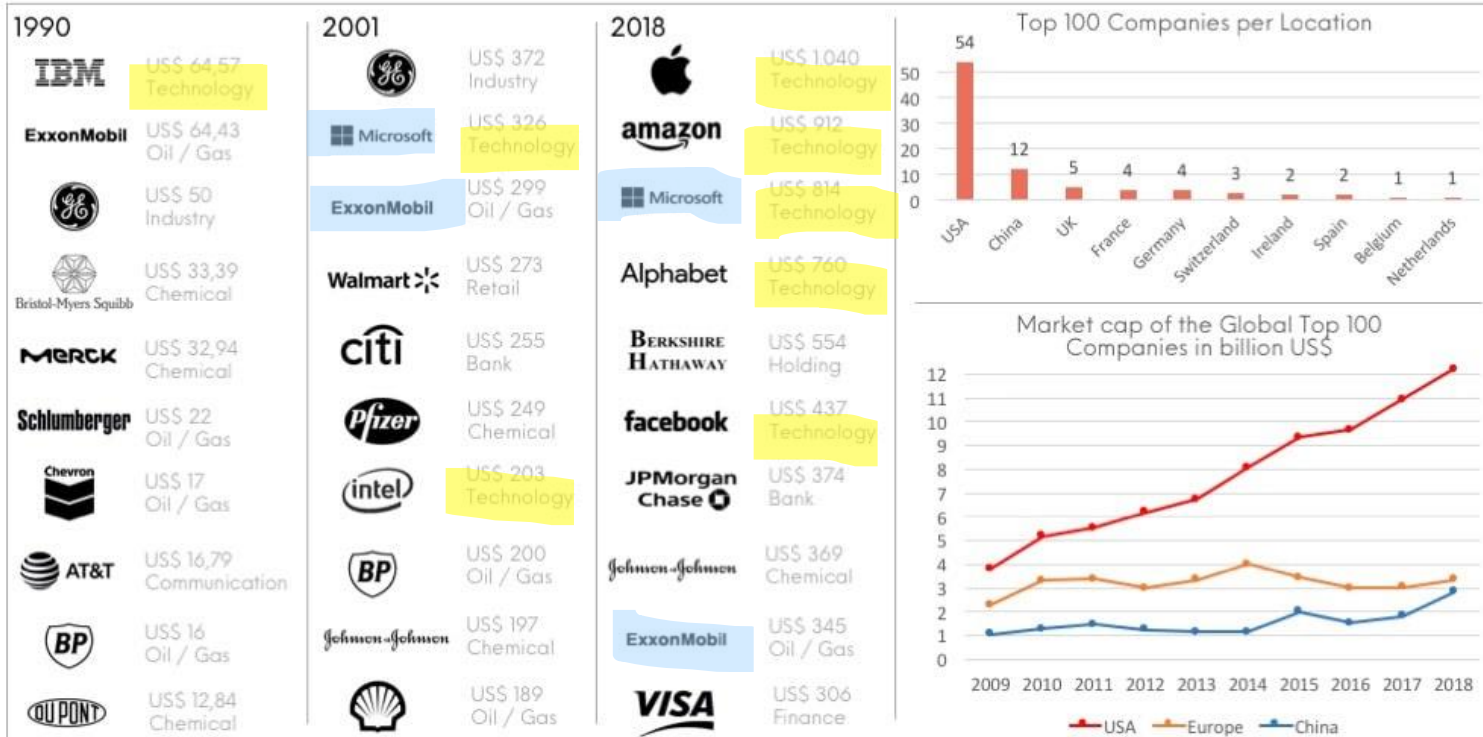 1990
IBM
US$ 64,57
Technology
ExxonMobil
US$ 64,43
Oil / Gas
GE
US$ 50
Industry
Bristol-Myers Squibb
US$ 33,39
Chemical
MERCK
US$ 32,94
Chemical
Schlumberger
US$ 22
Oil / Gas
Chevron
US$ 17
Oil / Gas
AT&T
US$ 16,79
Communication
BP
US$ 16
Oil / Gas
DU PONT
US$ 12,84
Chemical
2001
GE
US$ 372
Industry
Microsoft
US$ 326
Technology
ExxonMobil
US$ 299
Oil / Gas
Walmart
US$ 273
Retail
citi
US$ 255
Bank
Pfizer
US$ 249
Chemical
intel
US$ 203
Technology
BP
US$ 200
Oil / Gas
Johnson-Johnson
US$ 197
Chemical
US$ 189
Oil / Gas
2018
US$ 1.040
Technology
amazon
US$ 912
Technology
Microsoft
US$ 814
Technology
Alphabet
US$ 760
Technology
BERKSHIRE
HATHAWAY
US$ 554
Holding
facebook
US$ 437
Technology
JPMorgan
Chase
US$ 374
Bank
Johnson-Johnson
US$ 369
Chemical
ExxonMobil
US$ 345
Oil / Gas
VISA
US$ 306
Finance
Top 100 Companies per Location
54
50
40
30
20
10
0
12
5
4
4
3
2
2
1
1
USA
China
UK
France
Germany
Switzerland
Ireland
Spain
Belgium
Netherlands
Market cap of the Global Top 100
Companies in billion US$
12
11
10
9
8
7
6
5
4
3
2
1
0
2009 2010 2011 2012 2013 2014 2015 2016 2017 2018
USA Europe China